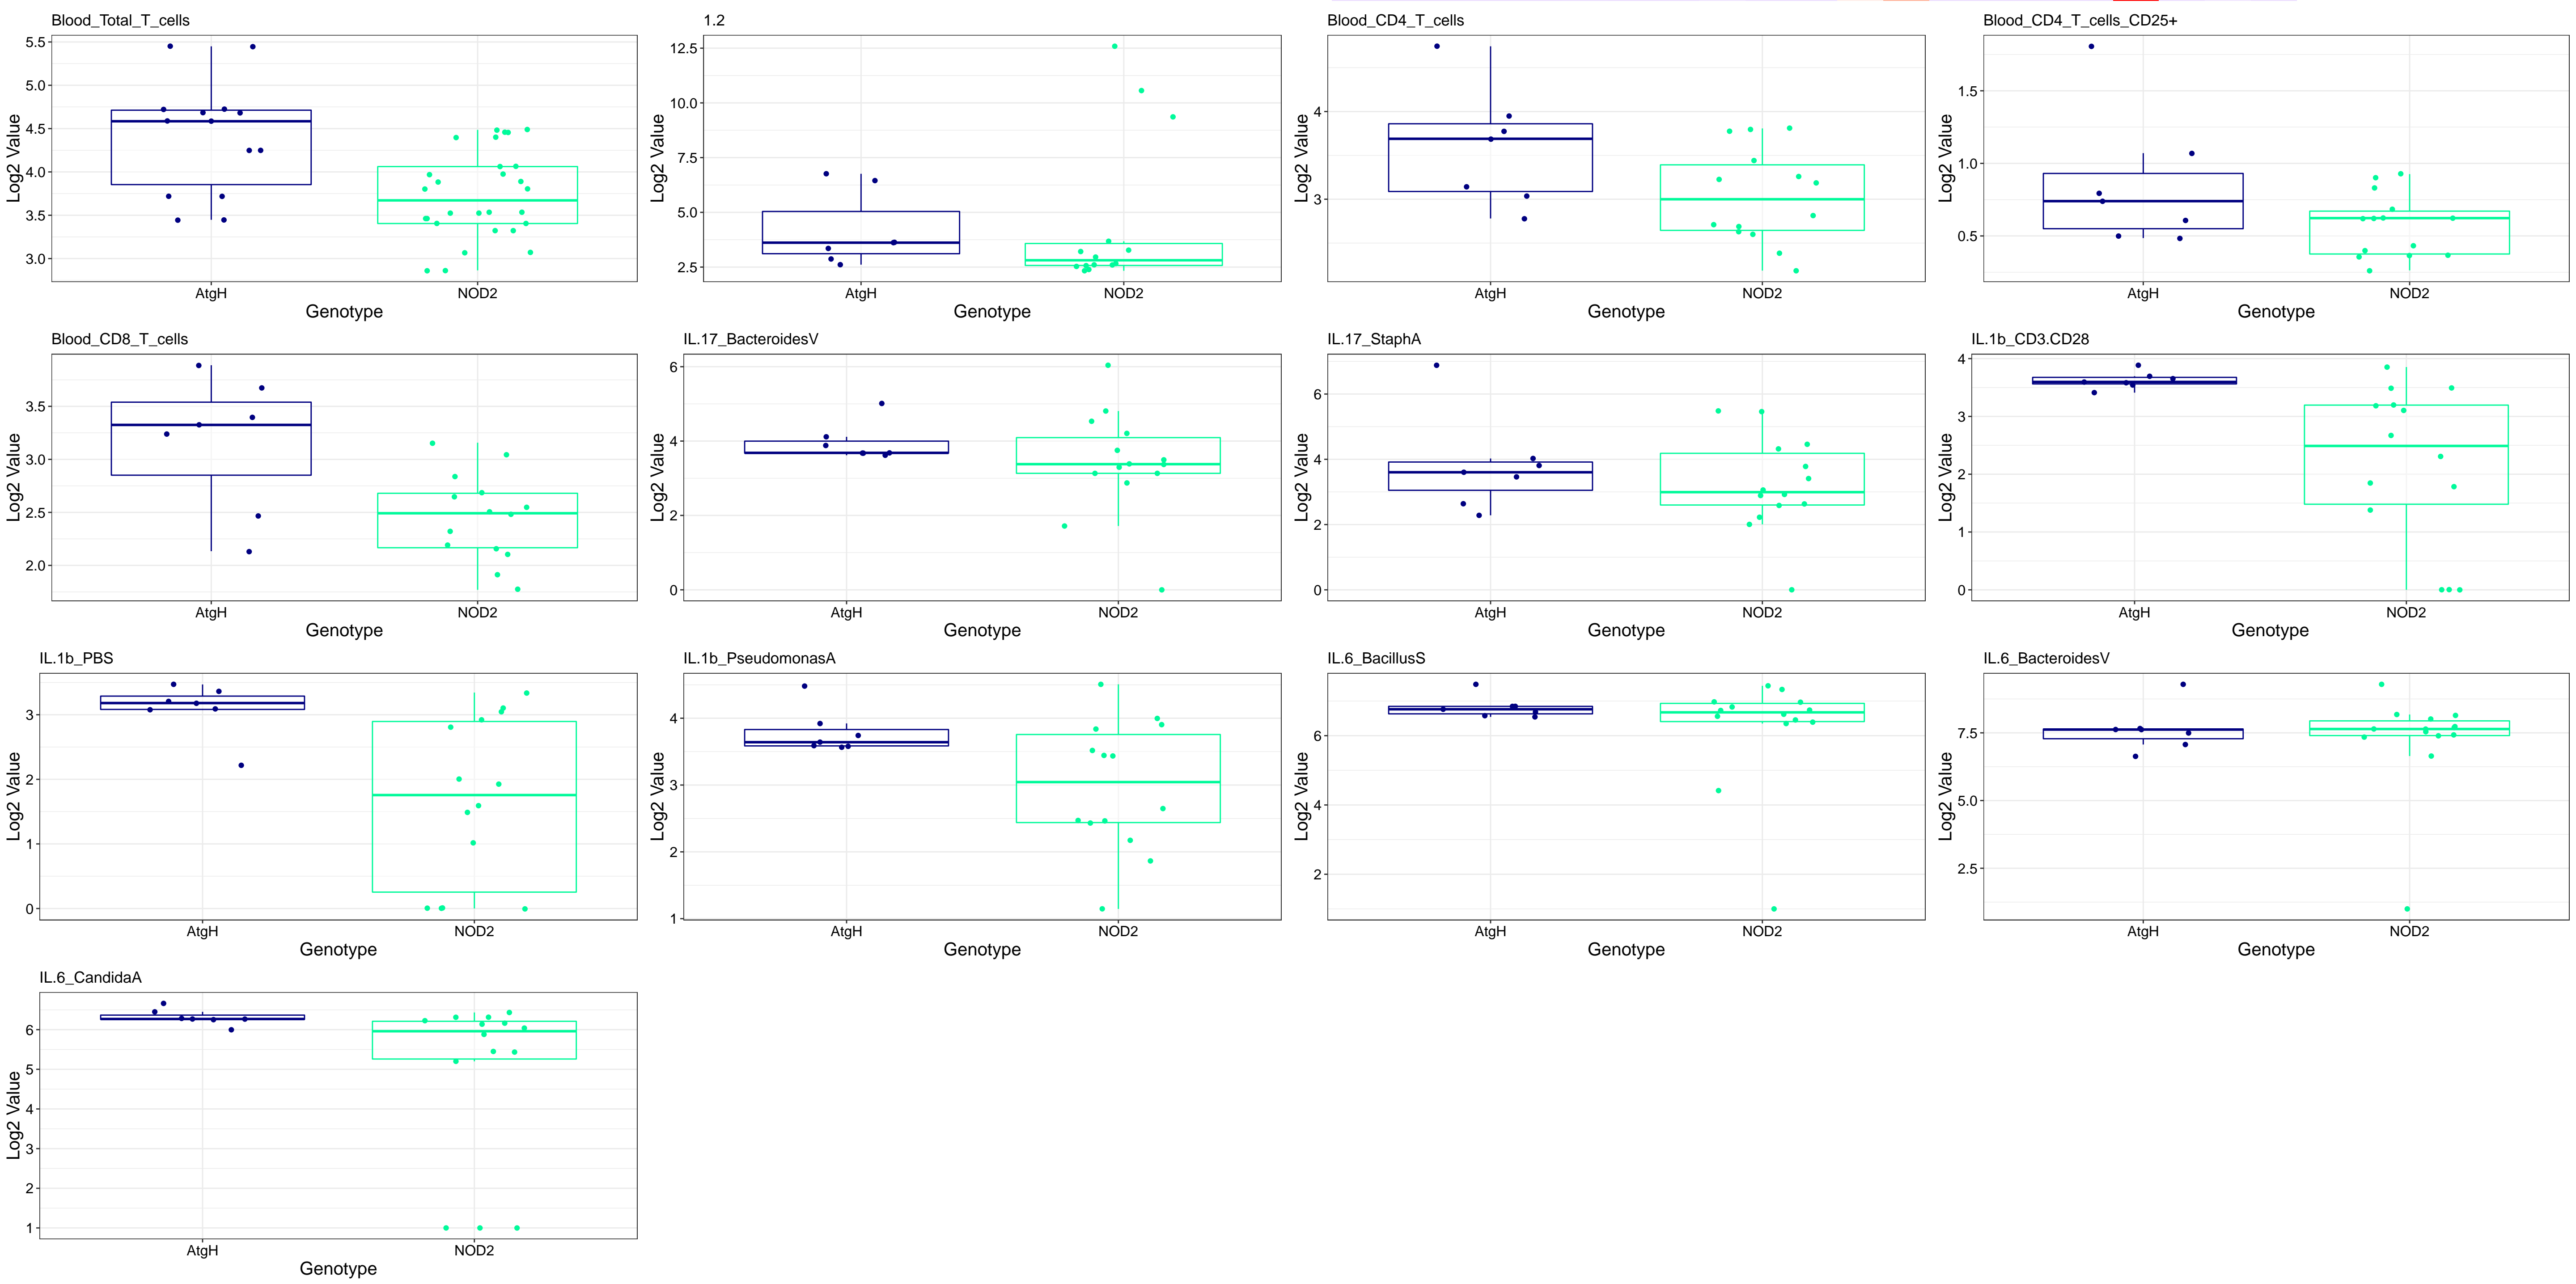 Blood_Total_T_cells
5.5
5.0
4.5
4.0
3.5
3.0
Log2 Value
AtgH
NOD2
Genotype
1.2
12.5
10.0
7.5
5.0
2.5
Log2 Value
AtgH
NOD2
Genotype
Blood_CD4_T_cells
4
3
Log2 Value
AtgH
NOD2
Genotype
Blood_CD4_T_cells_CD25+
1.5
1.0
0.5
Log2 Value
AtgH
NOD2
Genotype
Blood_CD8_T_cells
3.5
3.0
2.5
2.0
Log2 Value
AtgH
NOD2
Genotype
IL.17_BacteroidesV
6
4
2
0
Log2 Value
AtgH
NOD2
Genotype
IL.17_StaphA
6
4
2
0
Log2 Value
AtgH
NOD2
Genotype
IL.1b_CD3.CD28
4
3
2
1
0
Log2 Value
AtgH
NOD2
Genotype
IL.1b_PBS
3
2
1
0
Log2 Value
AtgH
NOD2
Genotype
IL.1b_PseudomonasA
4
3
2
1
Log2 Value
AtgH
NOD2
Genotype
IL.6_BacillusS
6
4
2
Log2 Value
AtgH
NOD2
Genotype
IL.6_BacteroidesV
7.5
5.0
2.5
Log2 Value
AtgH
NOD2
Genotype
IL.6_CandidaA
6
5
4
3
2
1
Log2 Value
AtgH
NOD2
Genotype